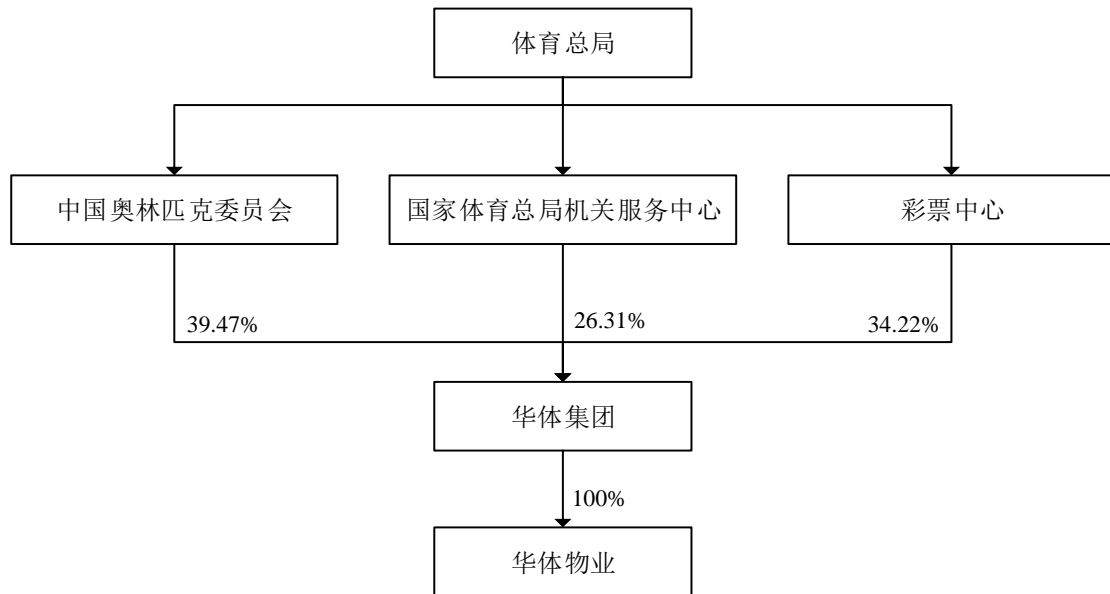 体育总局
中国奥林匹克委员会
国家体育总局机关服务中心
彩票中心
39.47%
26.31%
34.22%
华体集团
100%
华体物业